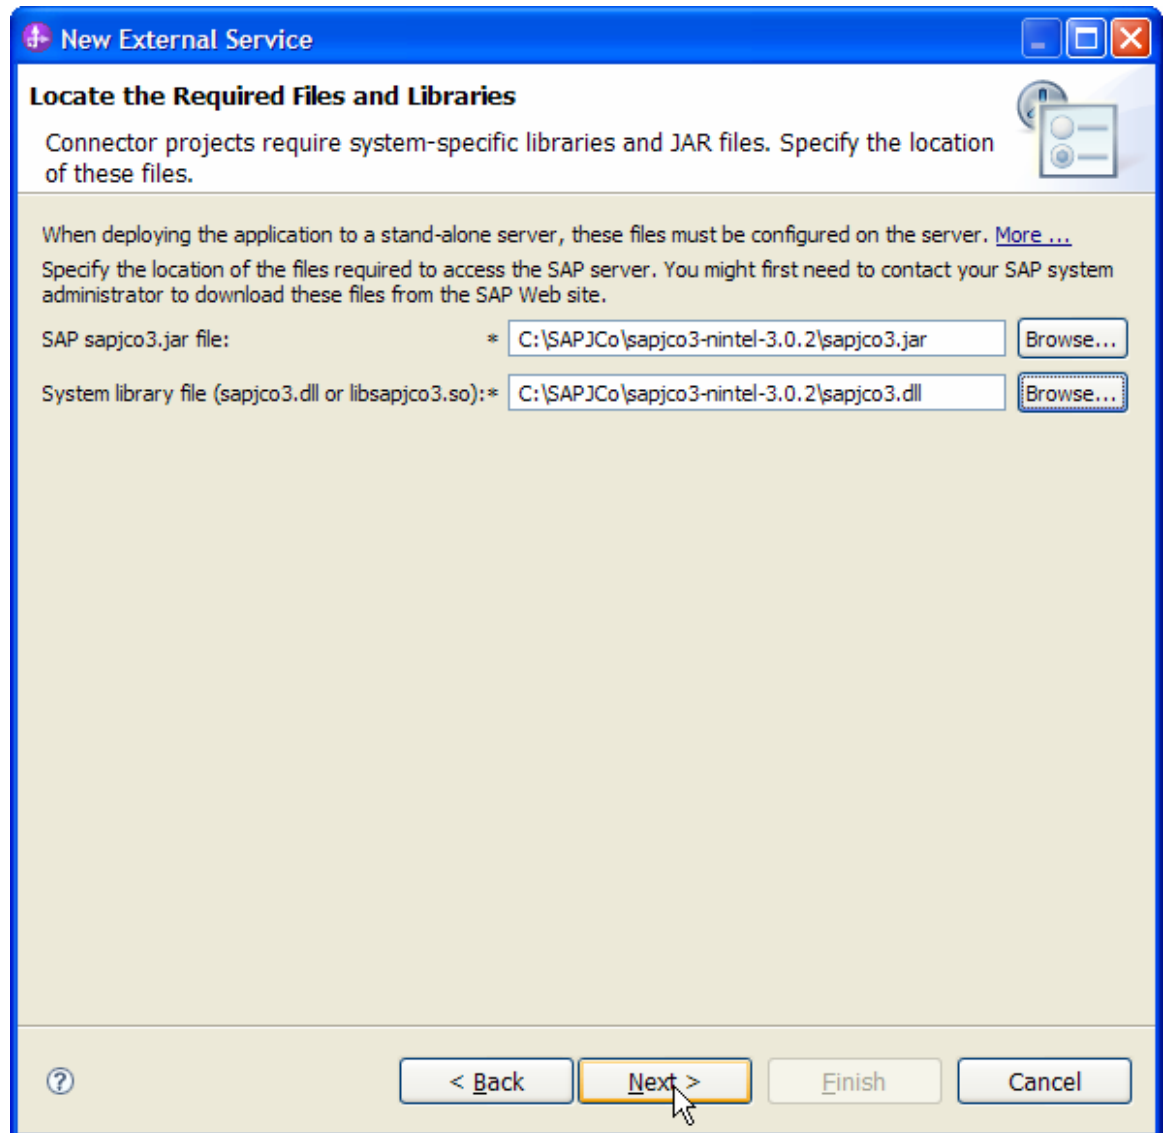 New External Service
Locate the Required Files and Libraries
Connector projects require system-specific libraries and JAR files. Specify the location
of these files.
When deploying the application to a stand-alone server, these files must be configured on the server. More ...
Specify the location of the files required to access the SAP server. You might first need to contact your SAP system
administrator to download these files from the SAP Web site.
SAP sapjco3.jar file: * C:\SAPJCo\sapjco3-nintel-3.0.2\sapjco3.jar Browse...
System library file (sapjco3.dll or libsapjco3.so):* C:\SAPJCo\sapjco3-nintel-3.0.2\sapjco3.dll Browse...
? < Back Next > Finish Cancel